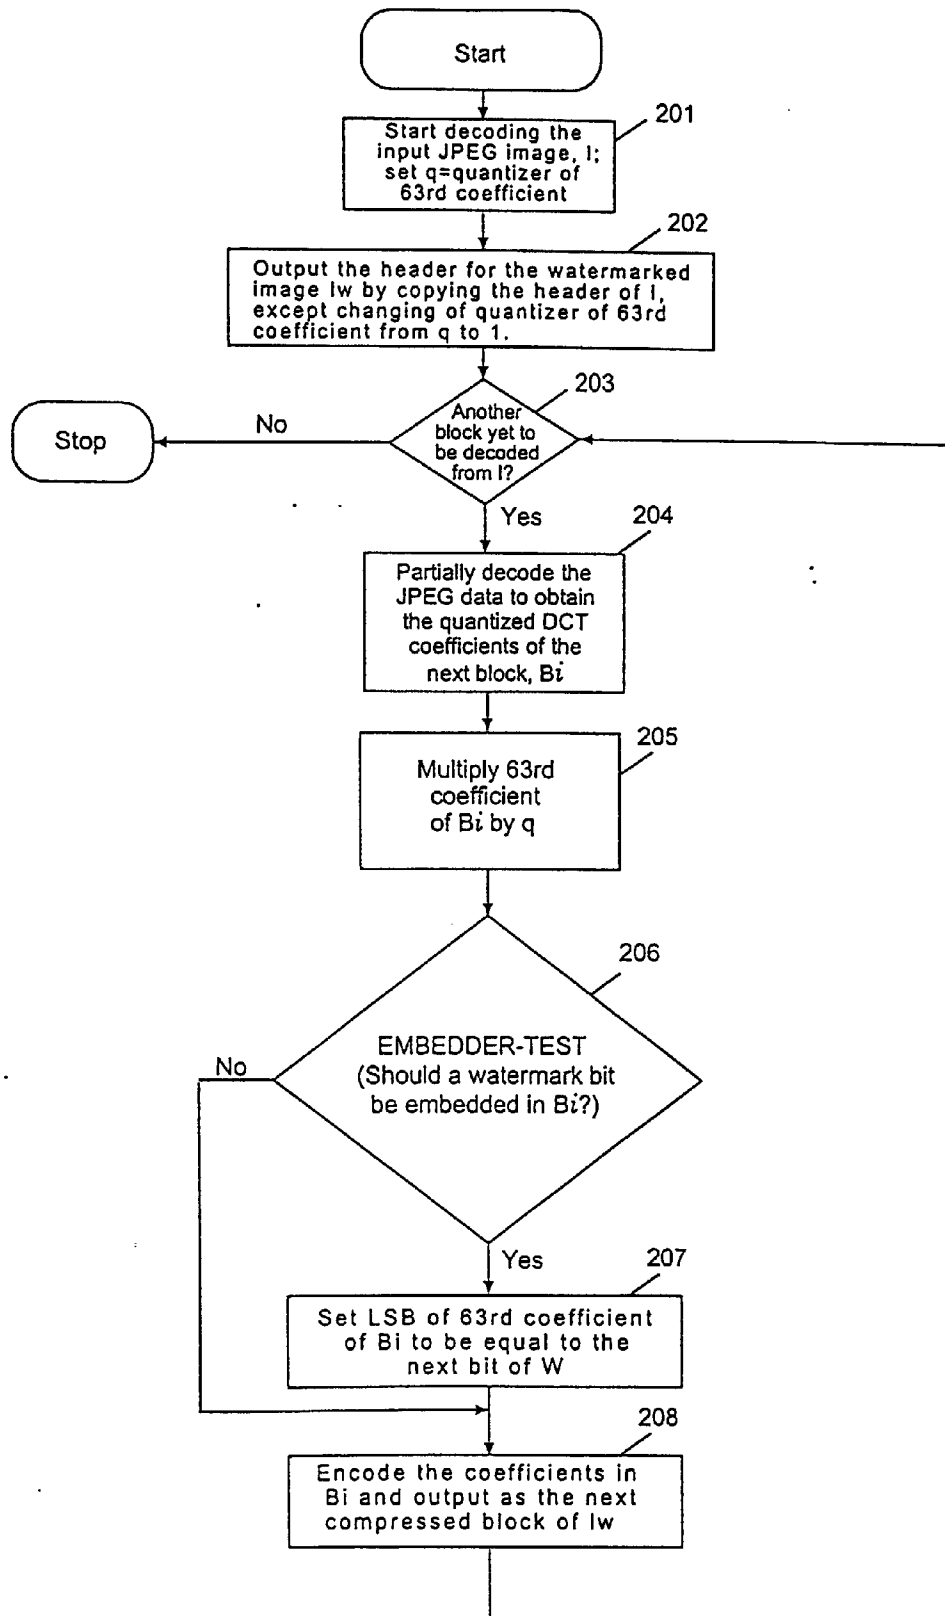 Start
201
Start decoding the
input JPEG image, I;
set q=quantizer of
63rd coefficient
202
Output the header for the watermarked
image Iw by copying the header of I,
except changing of quantizer of 63rd
coefficient from q to 1.
203
Another
block yet to
be decoded
from I?
No
Stop
Yes
204
Partially decode the
JPEG data to obtain
the quantized DCT
coefficients of the
next block, Bi
205
Multiply 63rd
coefficient
of Bi by q
206
EMBEDDER-TEST
(Should a watermark bit
be embedded in Bi?)
No
Yes
207
Set LSB of 63rd coefficient
of Bi to be equal to the
next bit of W
208
Encode the coefficients in
Bi and output as the next
compressed block of Iw